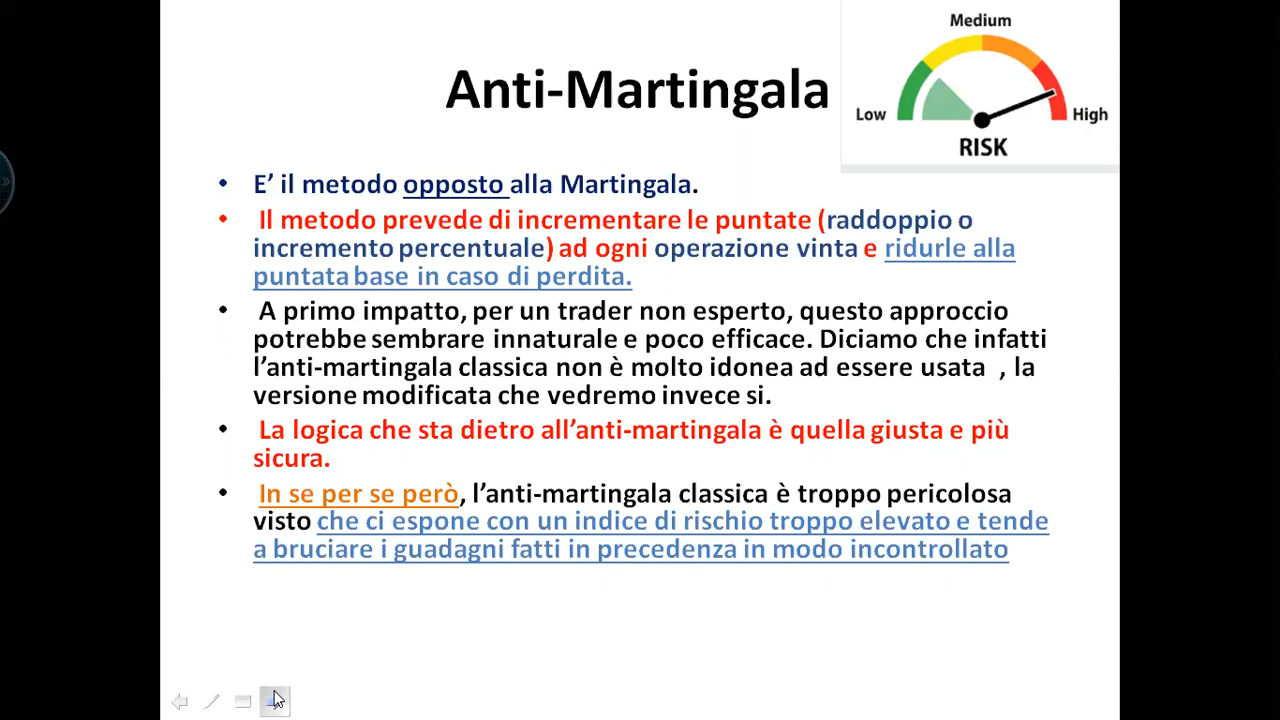 Anti-Martingala
Medium
Low
High
RISK
• E’ il metodo opposto alla Martingala.
• Il metodo prevede di incrementare le puntate (raddoppio o
incremento percentuale) ad ogni operazione vinta e ridurle alla
puntata base in caso di perdita.
• A primo impatto, per un trader non esperto, questo approccio
potrebbe sembrare innaturale e poco efficace. Diciamo che infatti
l’anti-martingala classica non è molto idonea ad essere usata , la
versione modificata che vedremo invece si.
• La logica che sta dietro all’anti-martingala è quella giusta e più
sicura.
• In se per se però, l’anti-martingala classica è troppo pericolosa
visto che ci espone con un indice di rischio troppo elevato e tende
a bruciare i guadagni fatti in precedenza in modo incontrollato